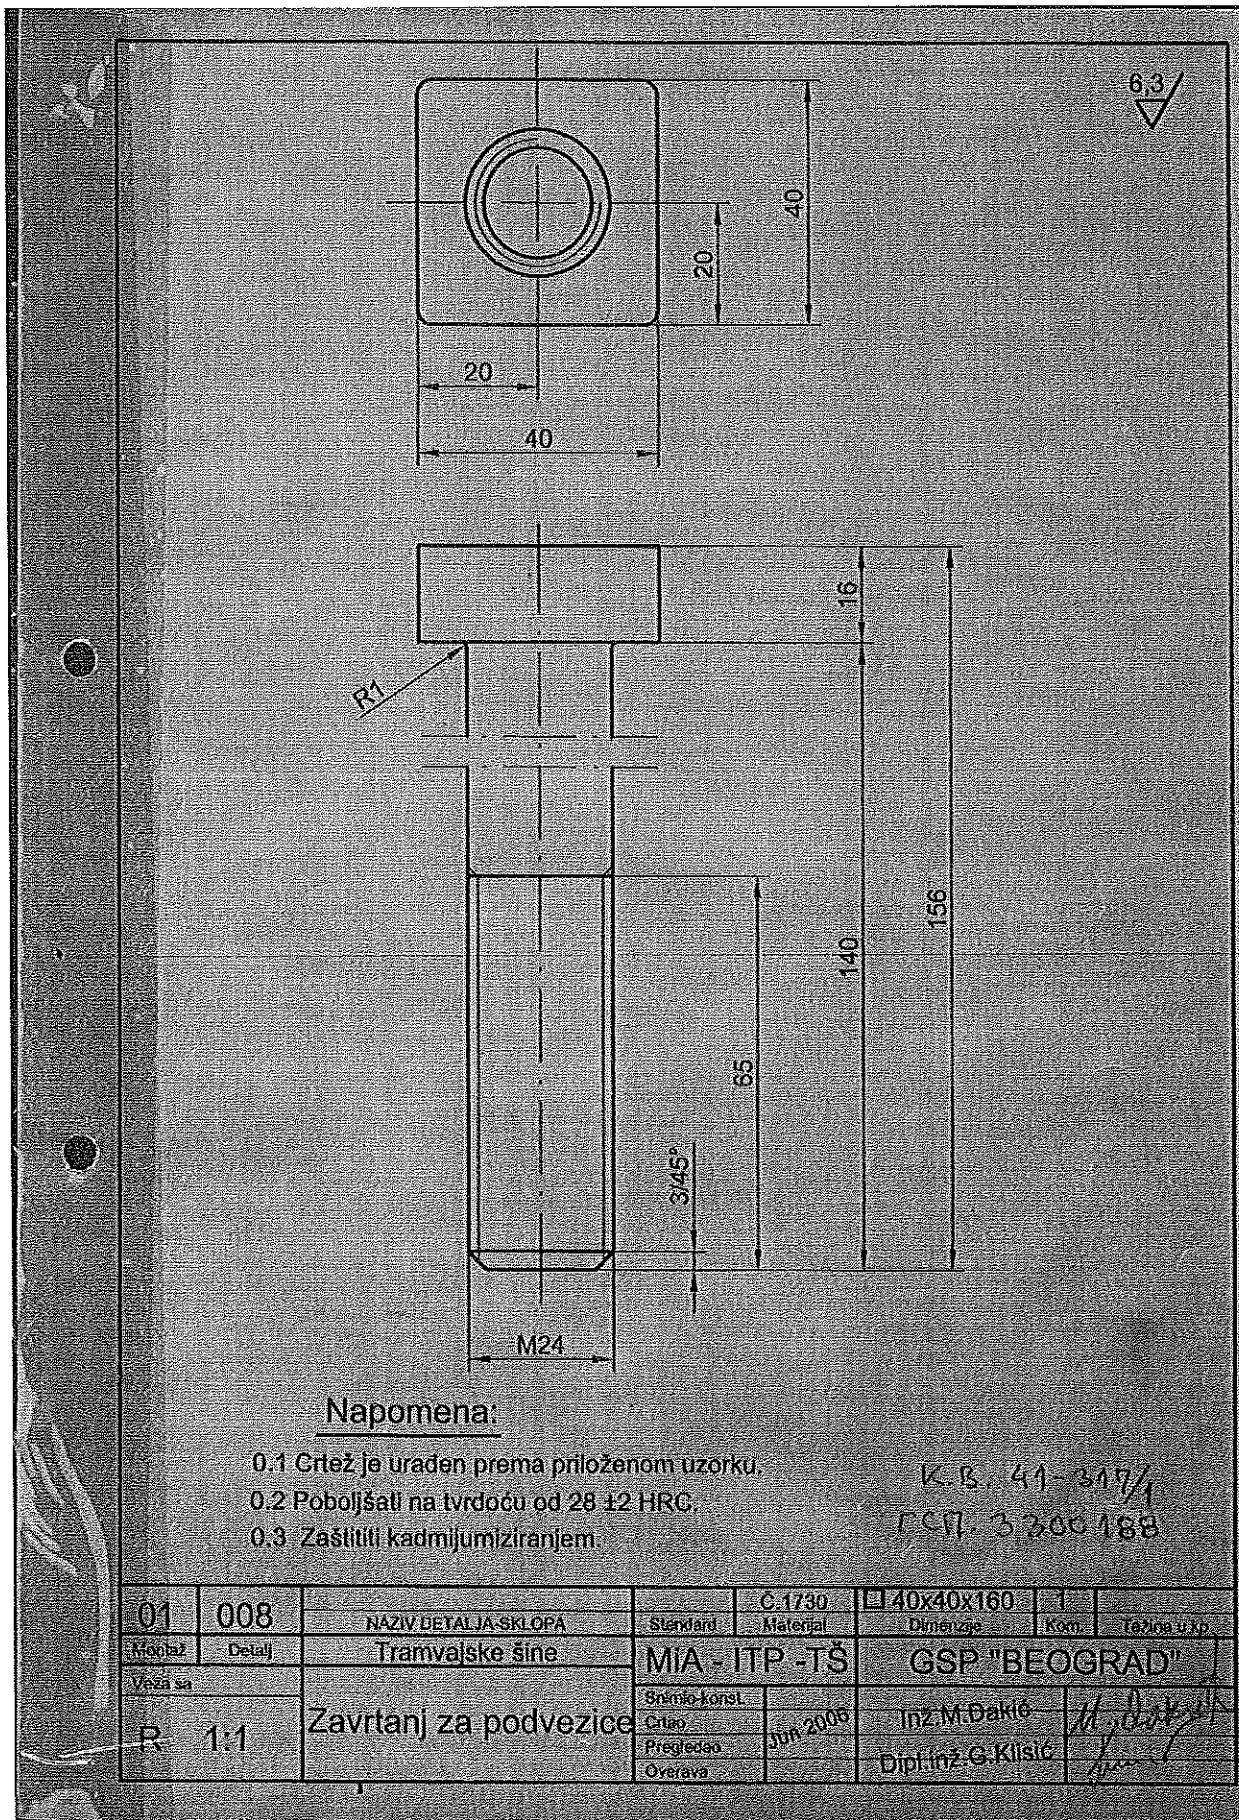 6,3
40
20
20
40
16
R1
156
140
65
3/45°
M24
Napomena:
0.1 Crtež je urađen prema priloženom uzorku.
0.2 Poboljšati na tvrdoću od 28 ±2 HRC.
0.3 Zaštititi kadmijumiziranjem.
К.В. 41-317/1
ГСП. 3300188
01 008 NAZIV DETALJA-SKLOPA Standard Č.1730 Materijal 40x40x160 Dimenzije 1 Kom. Težina u kp
Montaž Detalj Tramvajske šine MIA - ITP -TŠ GSP "BEOGRAD"
Veza sa
R 1:1 Zavrtanj za podvezice
Snimio-konst.
Crtao Jun.2006 Inž.M.Dakić
Pregledao Dipl.inž.G.Klisić
Overava